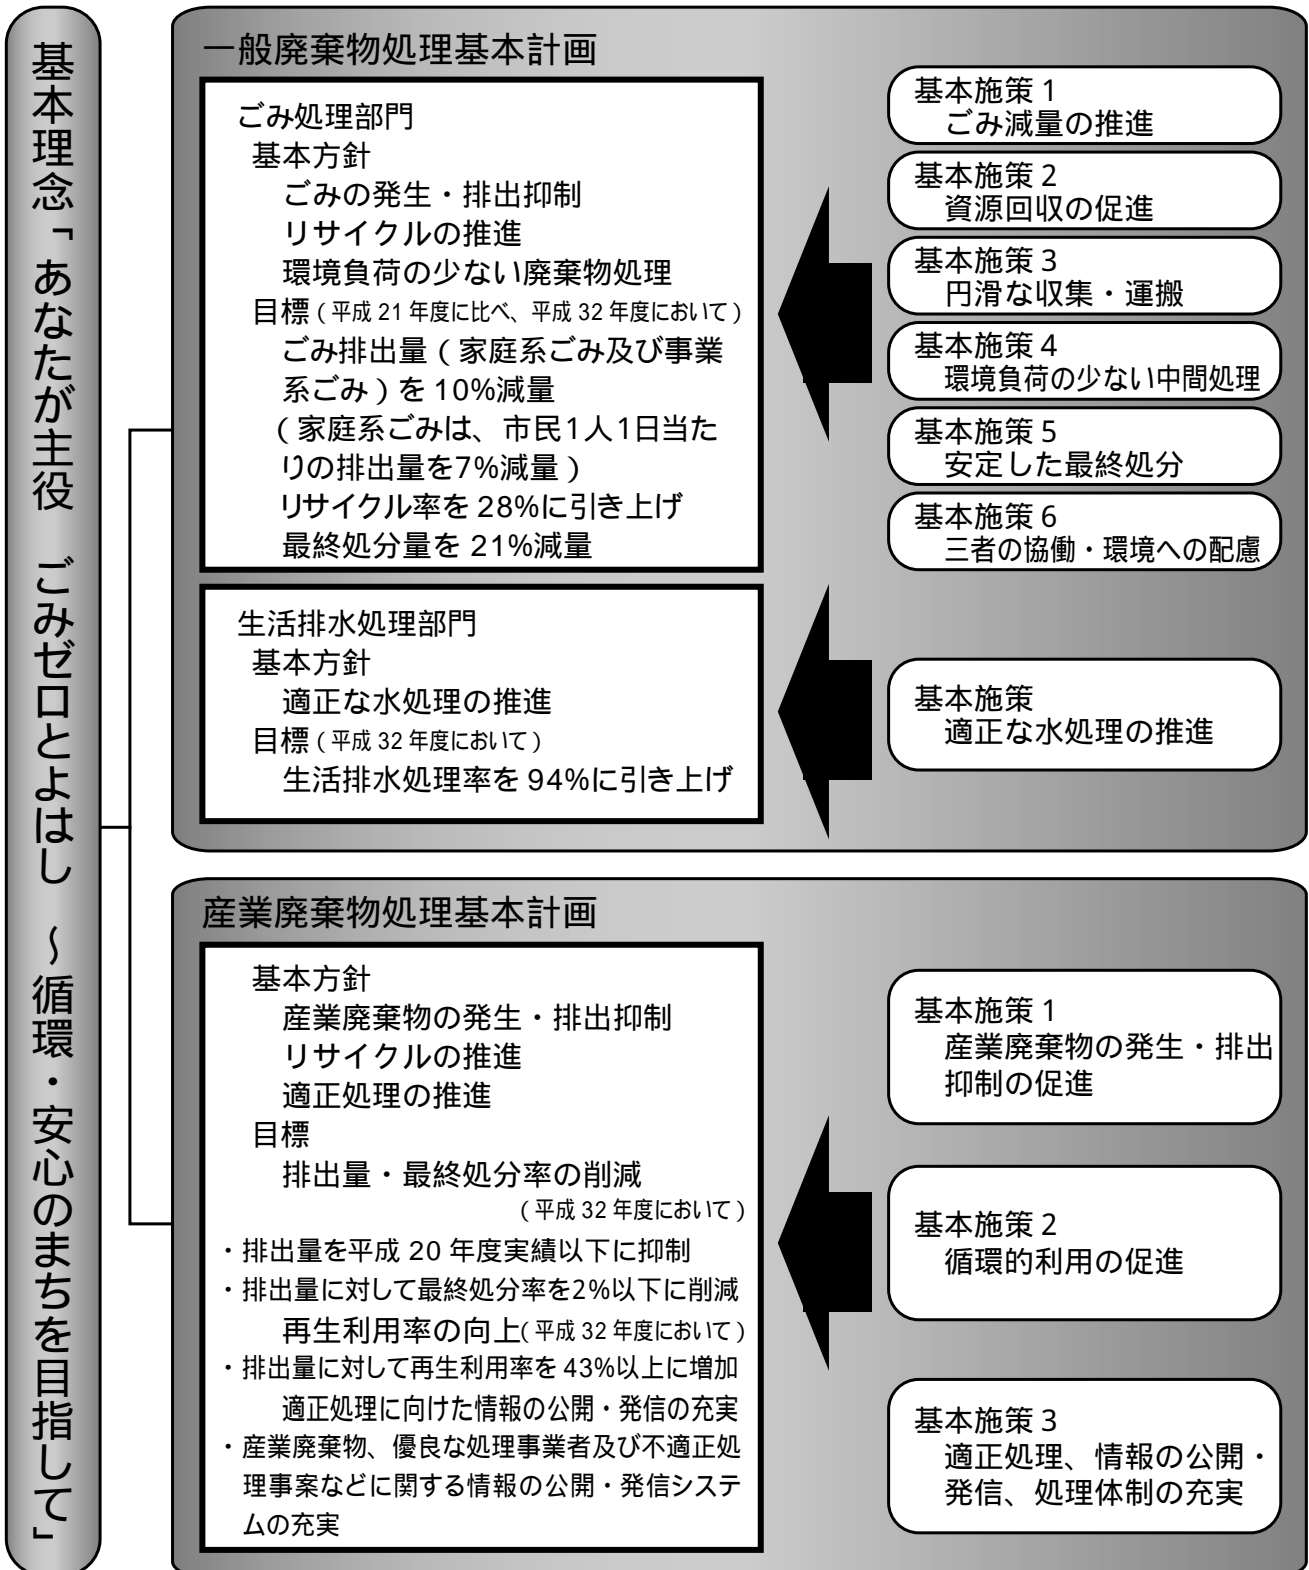 基本理念「あなたが主役　ごみゼロとよはし　～循環・安心のまちを目指して」
一般廃棄物処理基本計画
ごみ処理部門
基本方針
ごみの発生・排出抑制
リサイクルの推進
環境負荷の少ない廃棄物処理
目標（平成 21 年度に比べ、平成 32 年度において）
ごみ排出量（家庭系ごみ及び事業
系ごみ）を 10%減量
（家庭系ごみは、市民1人1日当た
りの排出量を7%減量）
リサイクル率を 28%に引き上げ
最終処分量を 21%減量
基本施策 1
ごみ減量の推進
基本施策 2
資源回収の促進
基本施策 3
円滑な収集・運搬
基本施策 4
環境負荷の少ない中間処理
基本施策 5
安定した最終処分
基本施策 6
三者の協働・環境への配慮
生活排水処理部門
基本方針
適正な水処理の推進
目標（平成 32 年度において）
生活排水処理率を 94%に引き上げ
基本施策
適正な水処理の推進
産業廃棄物処理基本計画
基本方針
産業廃棄物の発生・排出抑制
リサイクルの推進
適正処理の推進
目標
排出量・最終処分率の削減
（平成 32 年度において）
・排出量を平成 20 年度実績以下に抑制
・排出量に対して最終処分率を2%以下に削減
再生利用率の向上（平成 32 年度において）
・排出量に対して再生利用率を 43%以上に増加
適正処理に向けた情報の公開・発信の充実
・産業廃棄物、優良な処理事業者及び不適正処
理事案などに関する情報の公開・発信システ
ムの充実
基本施策 1
産業廃棄物の発生・排出
抑制の促進
基本施策 2
循環的利用の促進
基本施策 3
適正処理、情報の公開・
発信、処理体制の充実